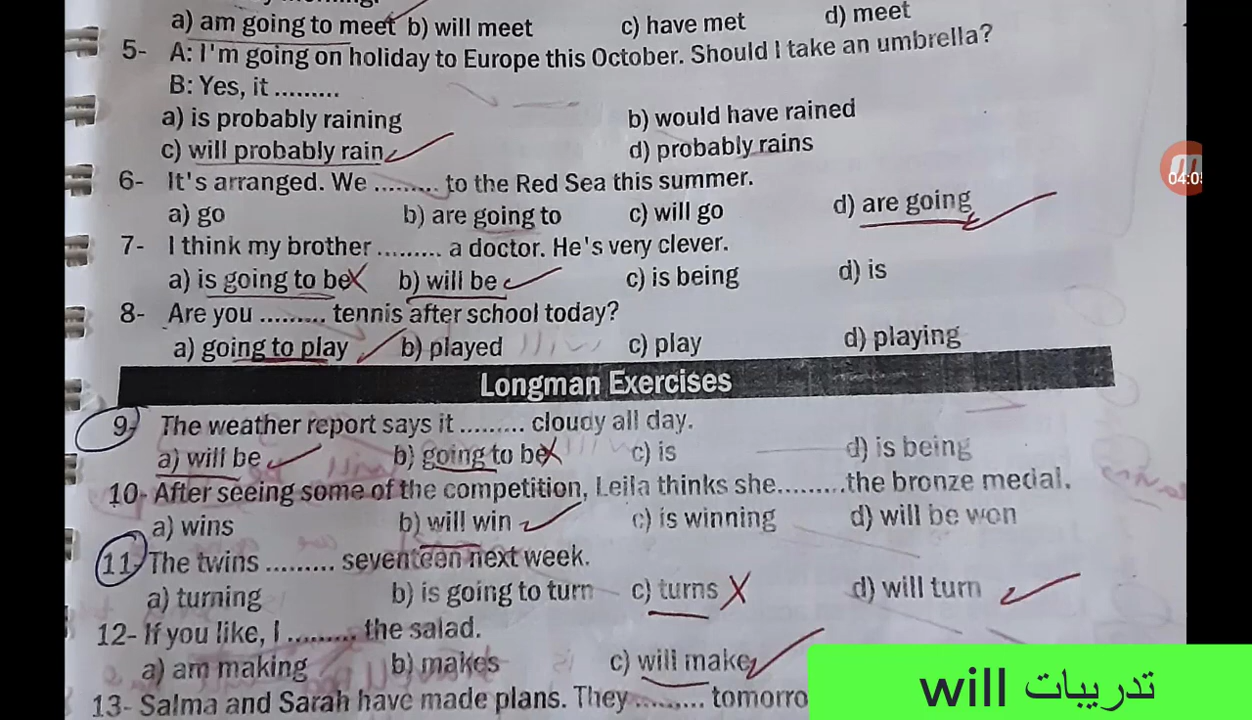 a) am going to meet b) will meet c) have met d) meet
5- A: I'm going on holiday to Europe this October. Should I take an umbrella?
B: Yes, it .........
a) is probably raining b) would have rained
c) will probably rain d) probably rains
6- It's arranged. We ......... to the Red Sea this summer.
a) go b) are going to c) will go d) are going
7- I think my brother ......... a doctor. He's very clever.
a) is going to be b) will be c) is being d) is
8- Are you ......... tennis after school today?
a) going to play b) played c) play d) playing
Longman Exercises
9- The weather report says it ......... cloudy all day.
a) will be b) going to be c) is d) is being
10- After seeing some of the competition, Leila thinks she.........the bronze medal.
a) wins b) will win c) is winning d) will be won
11- The twins ......... seventeen next week.
a) turning b) is going to turn c) turns d) will turn
12- If you like, I ......... the salad.
a) am making b) makes c) will make
13- Salma and Sarah have made plans. They ......... tomorro
تدريبات will
04:0